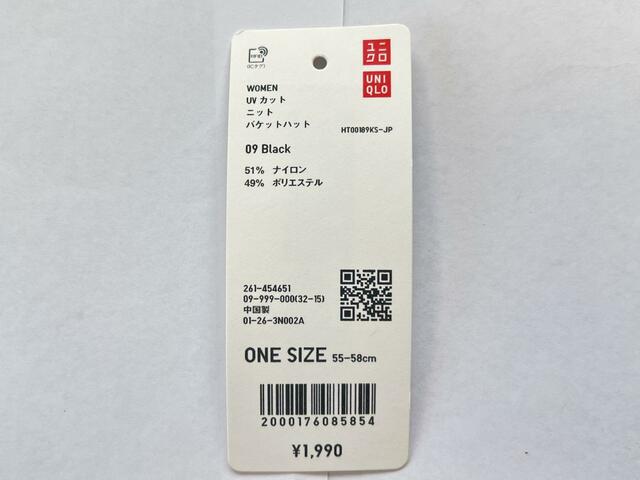 RFID
(ICタグ)
ユニ
クロ
UNI
QLO
WOMEN
UV カット
ニット
バケットハット
HT00189KS-JP
09 Black
51% ナイロン
49% ポリエステル
261-454651
09-999-000(32-15)
中国製
01-26-3N002A
ONE SIZE 55-58cm
2000176085854
¥1,990